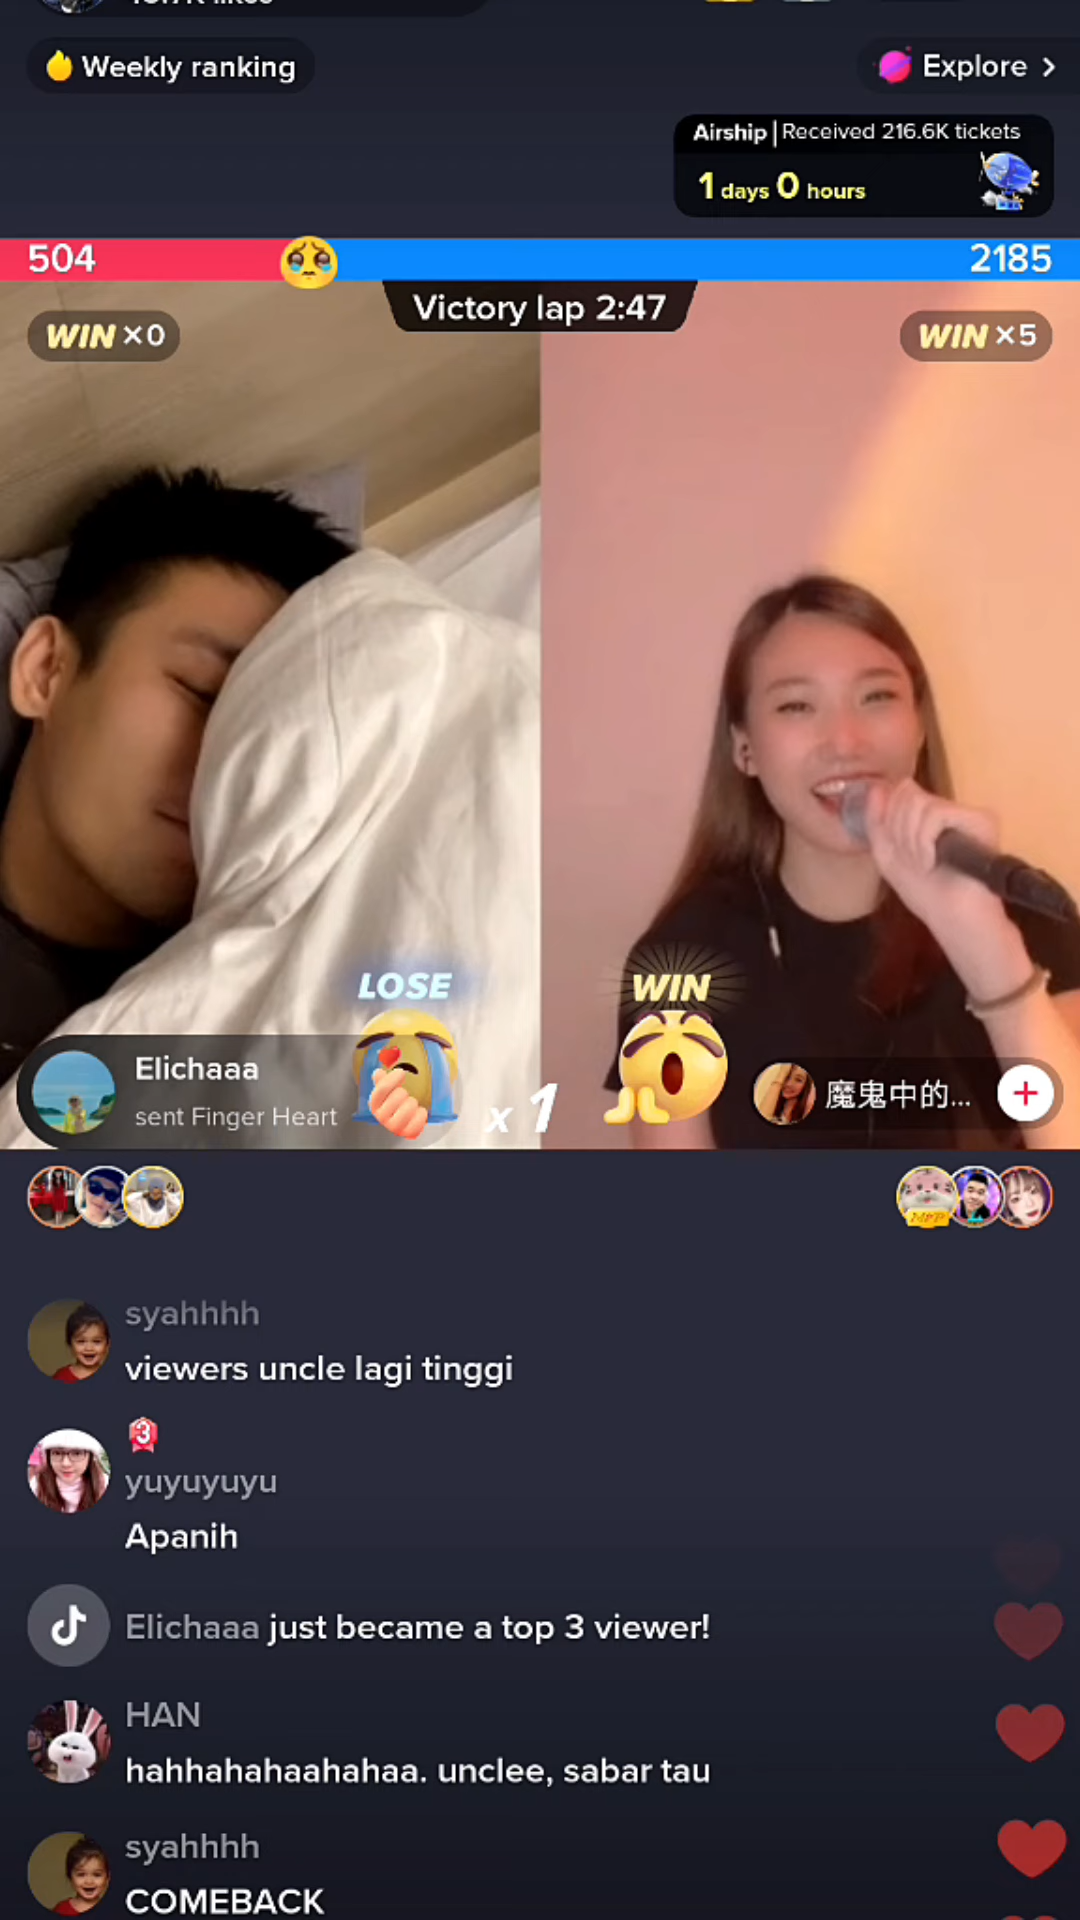 Weekly ranking
Explore >
Airship | Received 216.6K tickets
1 days 0 hours
504
2185
Victory lap 2:47
WIN ×0
WIN ×5
LOSE
WIN
Elichaaa
sent Finger Heart
x 1
魔鬼中的...
syahhhh
viewers uncle lagi tinggi
3
yuyuyuyu
Apanih
Elichaaa just became a top 3 viewer!
HAN
hahhahahaahahaa. unclee, sabar tau
syahhhh
COMEBACK